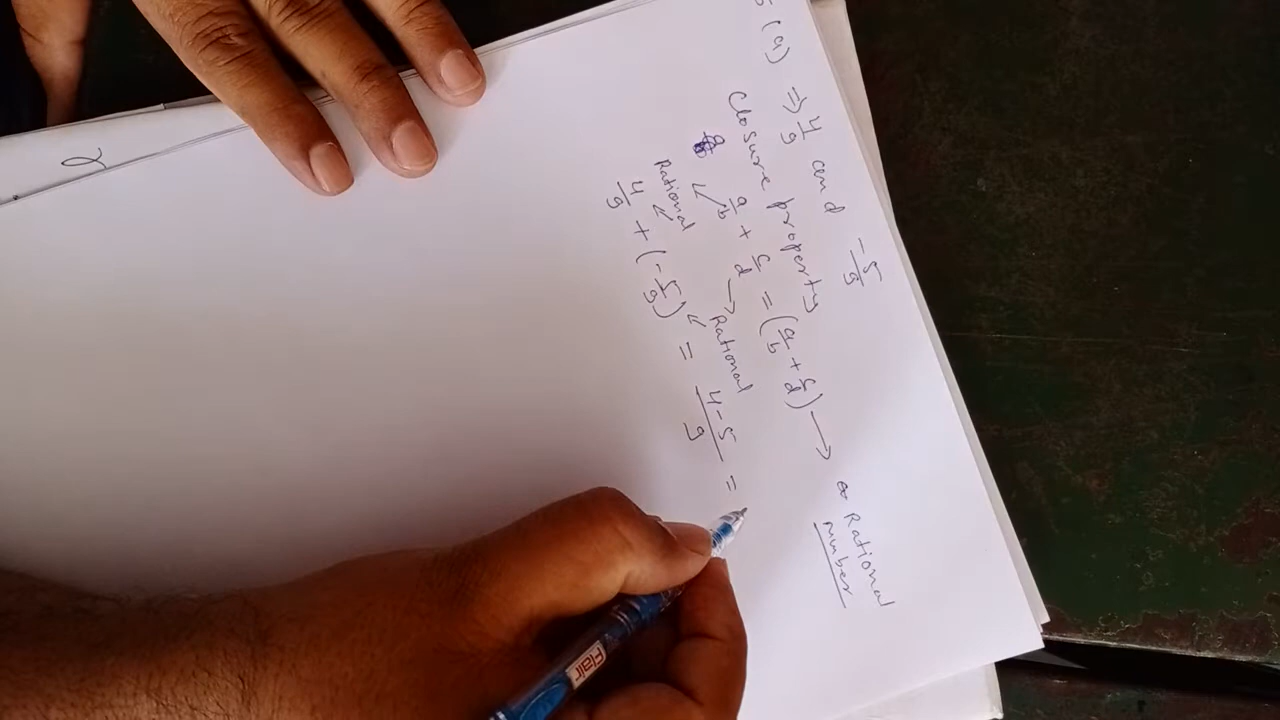 5 (a) ⇒ 4/9 and -5/9
Closure property
a/b + c/d = (a/b + c/d) → a Rational
number
Rational Rational
4/9 + (-5/9) = 4-5/9 =
Flair